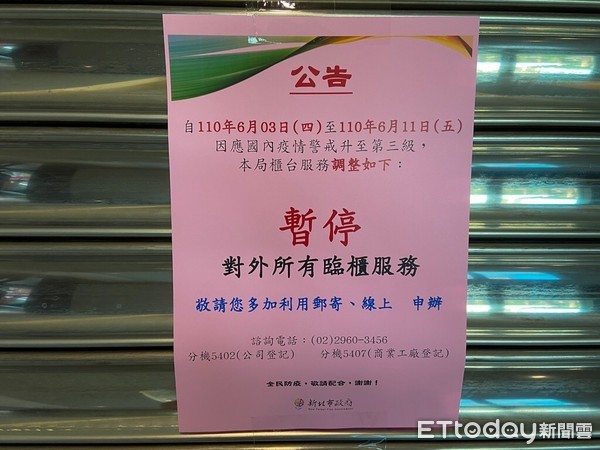 公告
自110年6月03日(四)至110年6月11日(五)
因應國內疫情警戒升至第三級，
本局櫃台服務調整如下：
暫停
對外所有臨櫃服務
敬請您多加利用郵寄、線上 申辦
諮詢電話：(02)2960-3456
分機5402(公司登記) 分機5407(商業工廠登記)
全民防疫，敬請配合，謝謝！
新北市政府
ETtoday新聞雲